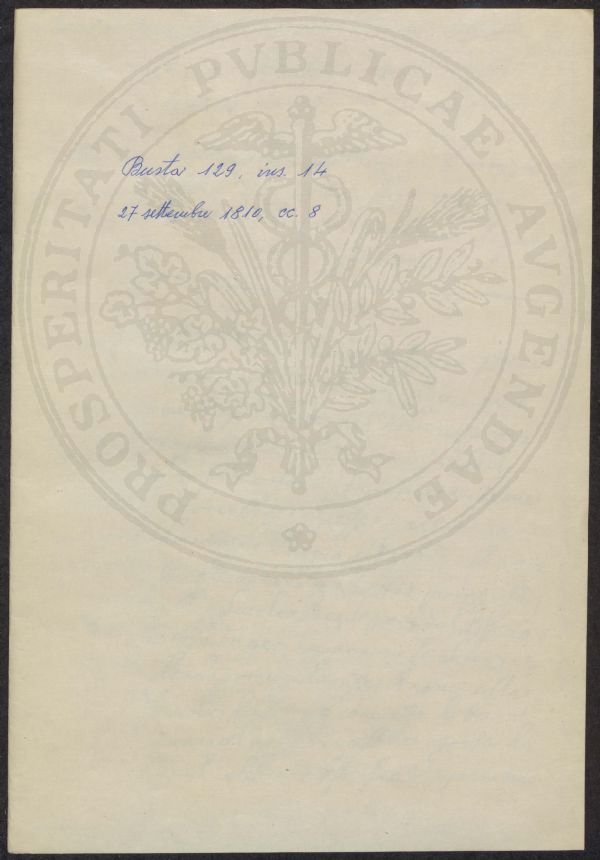 Busta 129, ins. 14
27 settembre 1810, cc. 8
PROSPERITATI PVBLICAE AVGENDAE